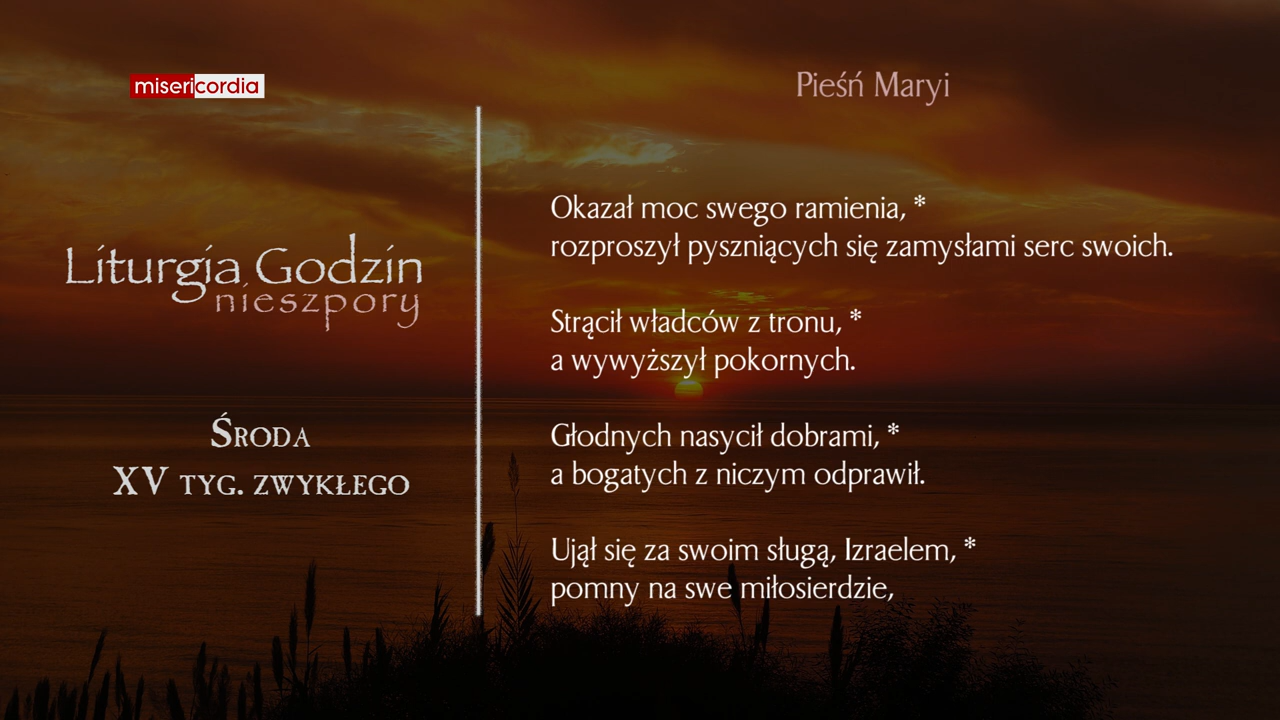 misericordia
Liturgia Godzin
nieszpory
Środa
XV tyg. zwykłego
Pieśń Maryi
Okazał moc swego ramienia, *
rozproszył pyszniących się zamysłami serc swoich.
Strącił władców z tronu, *
a wywyższył pokornych.
Głodnych nasycił dobrami, *
a bogatych z niczym odprawił.
Ujął się za swoim sługą, Izraelem, *
pomny na swe miłosierdzie,